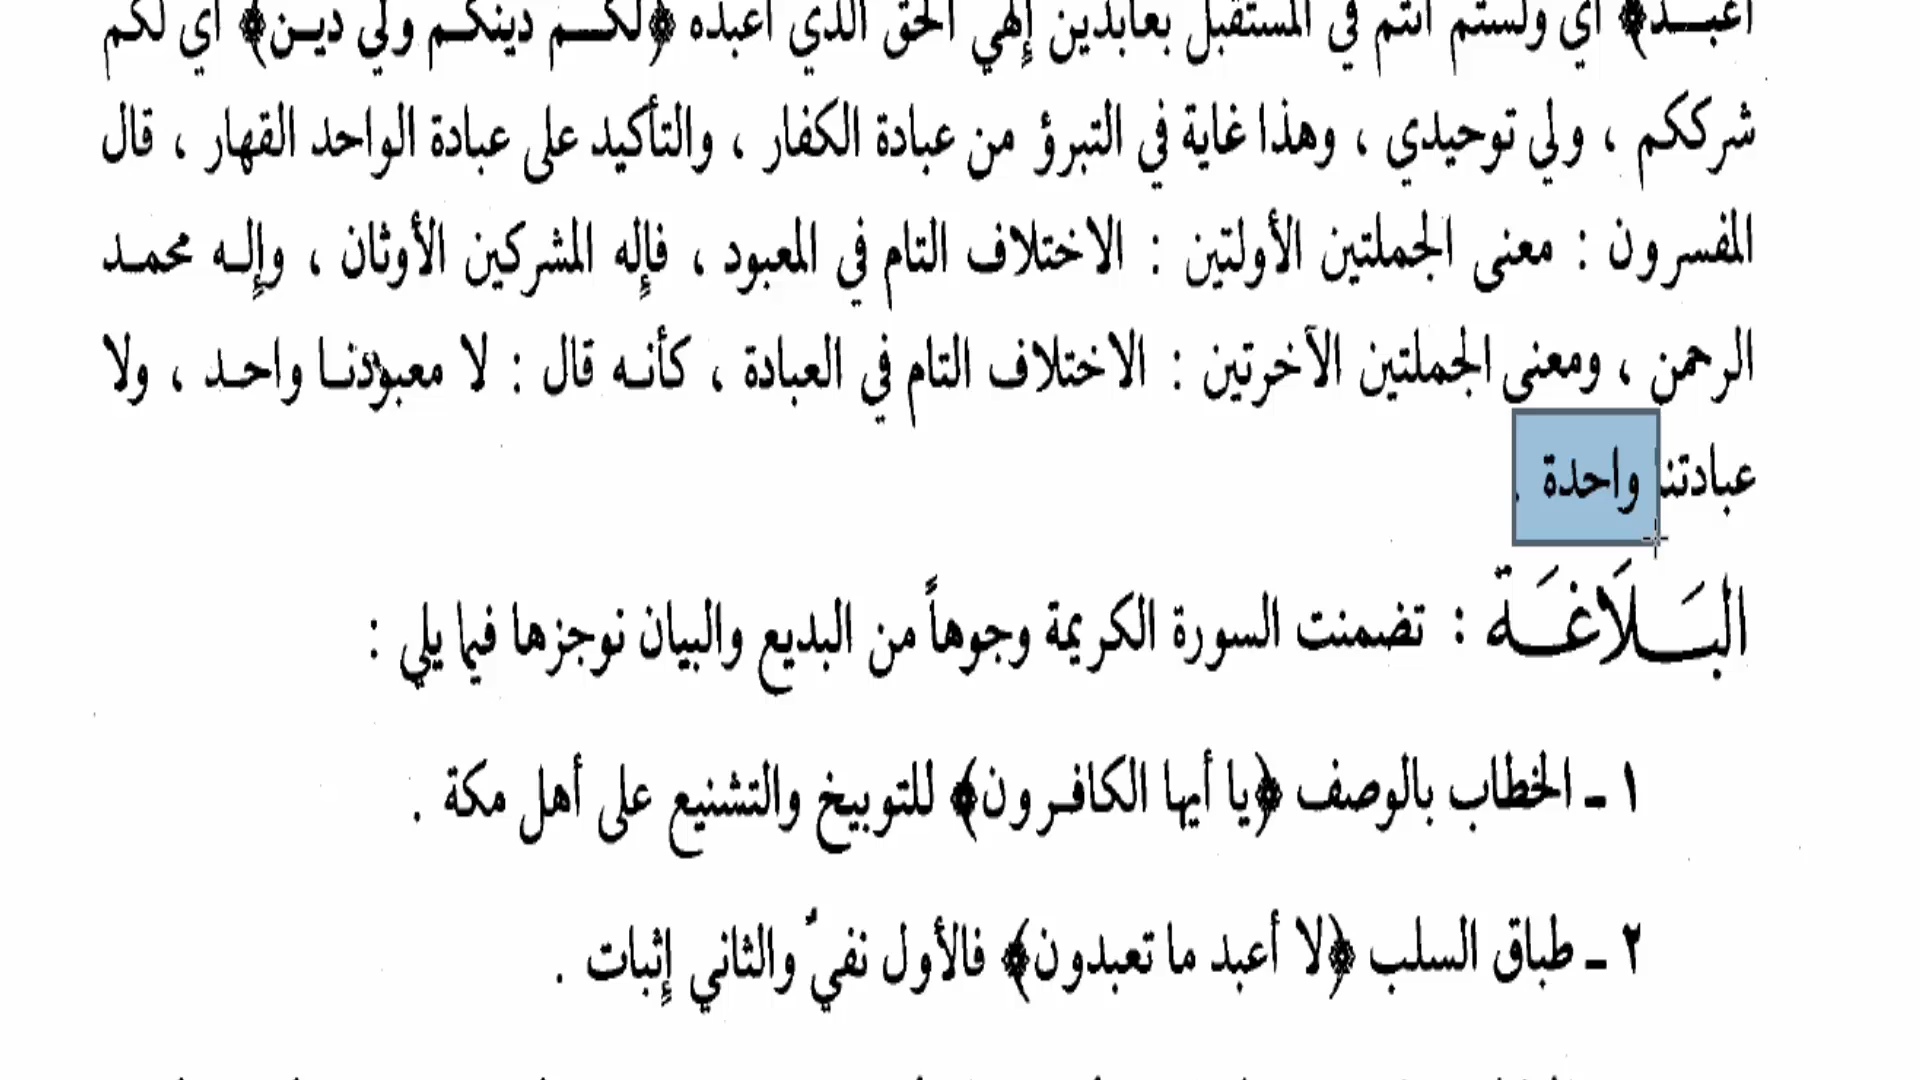 أعبد﴾ أي ولستم أنتم في المستقبل بعابدين إلهي الحق الذي أعبده ﴿لكم دينكم ولي دين﴾ أي لكم
شرككم ، ولي توحيدي ، وهذا غاية في التبرؤ من عبادة الكفار ، والتأكيد على عبادة الواحد القهار ، قال
المفسرون : معنى الجملتين الأولتين : الاختلاف التام في المعبود ، فإله المشركين الأوثان ، وإله محمد
الرحمن ، ومعنى الجملتين الآخرتين : الاختلاف التام في العبادة ، كأنه قال : لا معبودنا واحد ، ولا
عبادتنا واحدة .
البَلَاغَة : تضمنت السورة الكريمة وجوهاً من البديع والبيان نوجزها فيما يلي :
١ ـ الخطاب بالوصف ﴿يا أيها الكافرون﴾ للتوبيخ والتشنيع على أهل مكة .
٢ ـ طباق السلب ﴿لا أعبد ما تعبدون﴾ فالأول نفيٌ والثاني إثبات .